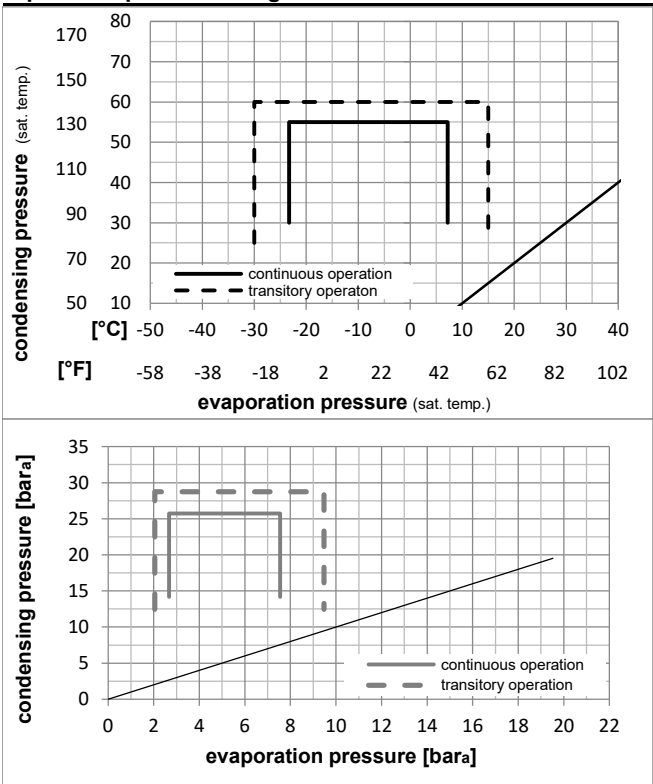 170 80
150 70
60
130 50
110 40
90 30
70 20
50 10
condensing pressure (sat. temp.)
continuous operation
transitory operaton
[°C] -50 -40 -30 -20 -10 0 10 20 30 40
[°F] -58 -38 -18 2 22 42 62 82 102
evaporation pressure (sat. temp.)
35
30
25
20
15
10
5
0
condensing pressure [bara]
continuous operation
transitory operation
0 2 4 6 8 10 12 14 16 18 20 22
evaporation pressure [bara]